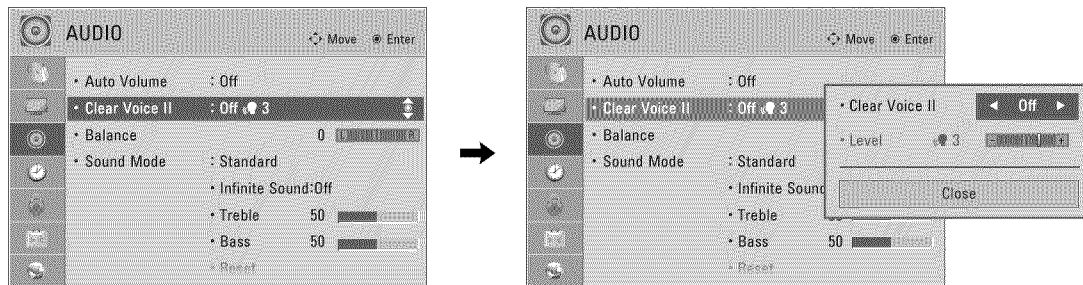 AUDIO
Move Enter
• Auto Volume : Off
• Clear Voice II : Off 3
• Balance 0 L R
• Sound Mode : Standard
• Infinite Sound:Off
• Treble 50
• Bass 50
• Reset
AUDIO
Move Enter
• Auto Volume : Off
• Clear Voice II : Off 3
• Balance
• Sound Mode : Standard
• Infinite Sound
• Treble 50
• Bass 50
• Reset
• Clear Voice II ◄ Off ►
• Level 3 - +
Close